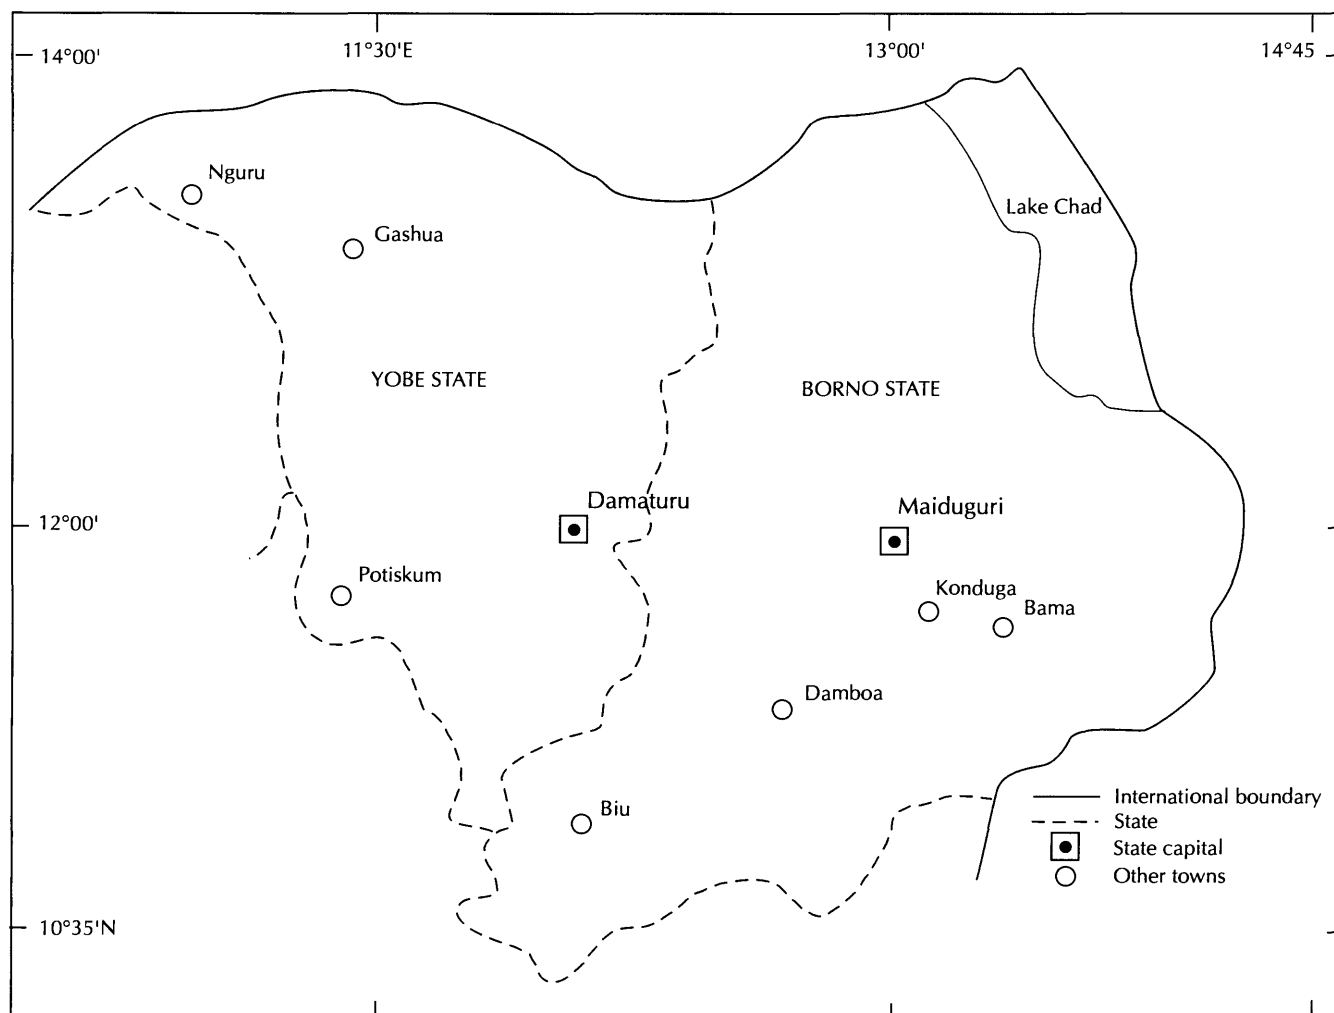 14°00'
11°30'E
13°00'
14°45
Nguru
Gashua
Lake Chad
YOBE STATE
BORNO STATE
12°00'
Damaturu
Maiduguri
Potiskum
Konduga
Bama
Damboa
Biu
International boundary
State
State capital
Other towns
10°35'N